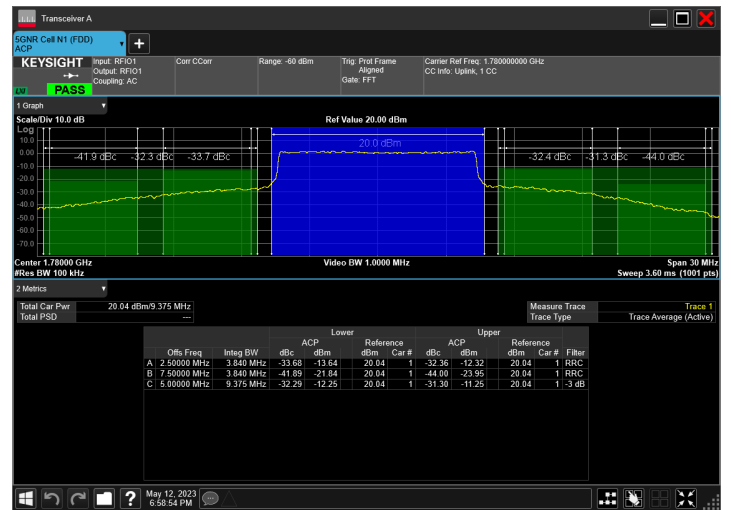 Transceiver A
5GNR Cell N1 (FDD)
ACP
+
KEYSIGHT Input: RFIO1 Corr CCorr Range: -60 dBm Trig: Prot Frame Carrier Ref Freq: 1.780000000 GHz
Output: RFIO1 Aligned CC Info: Uplink, 1 CC
Coupling: AC Gate: FFT
LXI PASS
1 Graph
Scale/Div 10.0 dB Ref Value 20.00 dBm
Log
10.0 20.0 dBm
0.00 -41.9 dBc -32.3 dBc -33.7 dBc -32.4 dBc -31.3 dBc -44.0 dBc
-10.0
-20.0
-30.0
-40.0
-50.0
-60.0
-70.0
Center 1.78000 GHz Video BW 1.0000 MHz Span 30 MHz
#Res BW 100 kHz Sweep 3.60 ms (1001 pts)
2 Metrics
Total Car Pwr 20.04 dBm/9.375 MHz Measure Trace Trace 1
Total PSD --- Trace Type Trace Average (Active)
Lower Upper
ACP Reference ACP Reference
Offs Freq Integ BW dBc dBm dBm Car # dBc dBm dBm Car # Filter
A 2.50000 MHz 3.840 MHz -33.68 -13.64 20.04 1 -32.36 -12.32 20.04 1 RRC
B 7.50000 MHz 3.840 MHz -41.89 -21.84 20.04 1 -44.00 -23.95 20.04 1 RRC
C 5.00000 MHz 9.375 MHz -32.29 -12.25 20.04 1 -31.30 -11.25 20.04 1 -3 dB
? May 12, 2023
6:58:54 PM